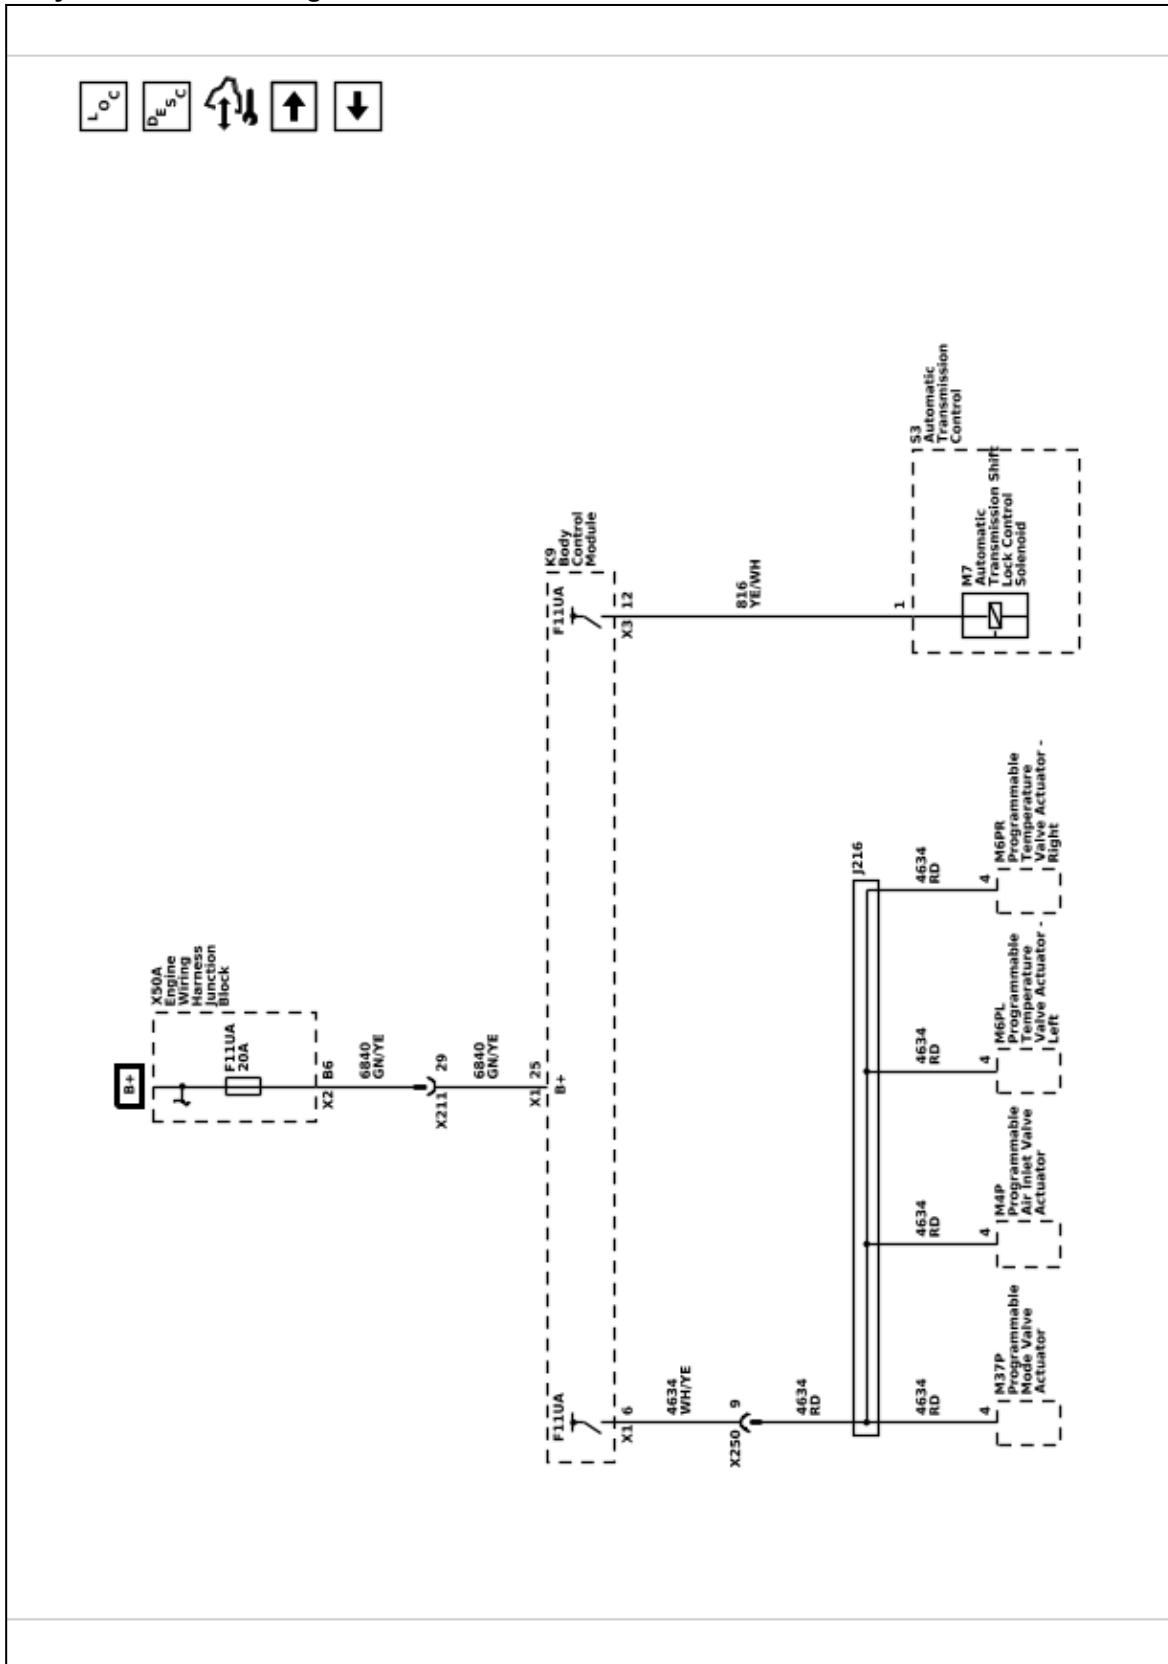 LOC
DESC
B+
X50A
Engine
Wiring
Harness
Junction
Block
F11UA
20A
X2 B6
6840
GN/YE
X211 29
6840
GN/YE
X1 25
B+
K9
Body
Control
Module
F11UA
X1 6
4634
WH/YE
X250 9
4634
RD
J216
4634
RD
4
M37P
Programmable
Mode Valve
Actuator
4634
RD
4
M4P
Programmable
Air Inlet Valve
Actuator
4634
RD
4
M6PL
Programmable
Temperature
Valve Actuator -
Left
4634
RD
4
M6PR
Programmable
Temperature
Valve Actuator -
Right
F11UA
X3 12
816
YE/WH
1
S3
Automatic
Transmission
Control
M7
Automatic
Transmission Shift
Lock Control
Solenoid